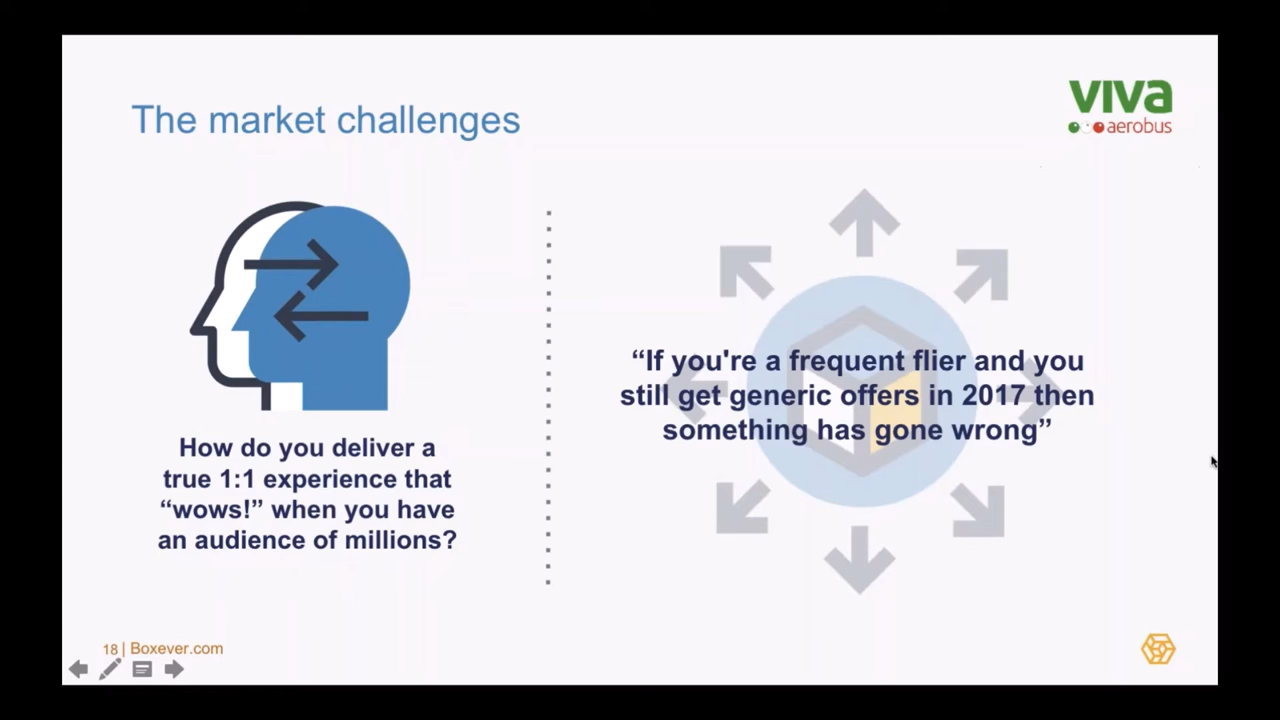 The market challenges
viva
aerobus
How do you deliver a
true 1:1 experience that
“wows!” when you have
an audience of millions?
“If you're a frequent flier and you
still get generic offers in 2017 then
something has gone wrong”
18 | Boxever.com